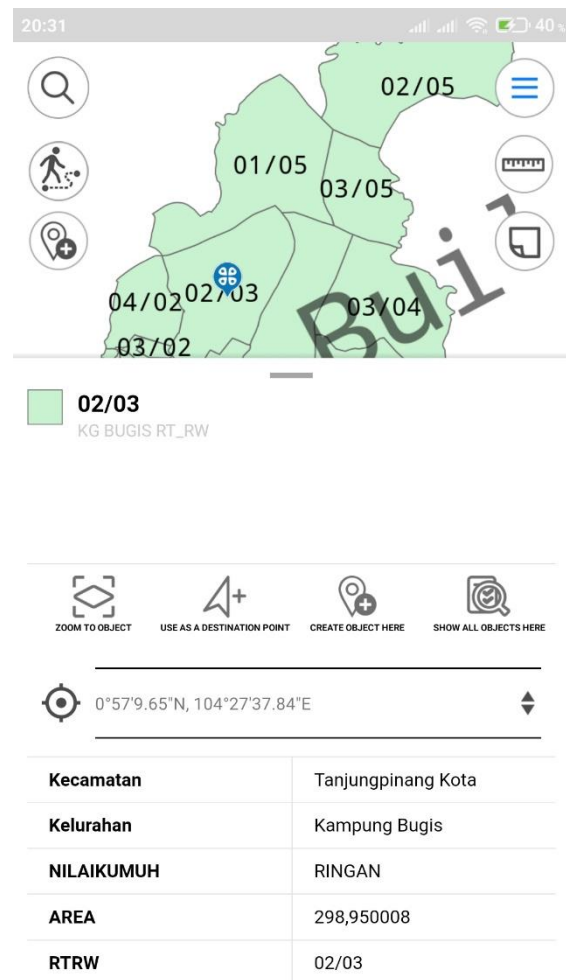 20:31
40 %
02/05
01/05
03/05
04/02
02/03
03/04
03/02
Bui
02/03
KG BUGIS RT_RW
ZOOM TO OBJECT
USE AS A DESTINATION POINT
CREATE OBJECT HERE
SHOW ALL OBJECTS HERE
0°57'9.65"N, 104°27'37.84"E
Kecamatan Tanjungpinang Kota
Kelurahan Kampung Bugis
NILAIKUMUH RINGAN
AREA 298,950008
RTRW 02/03